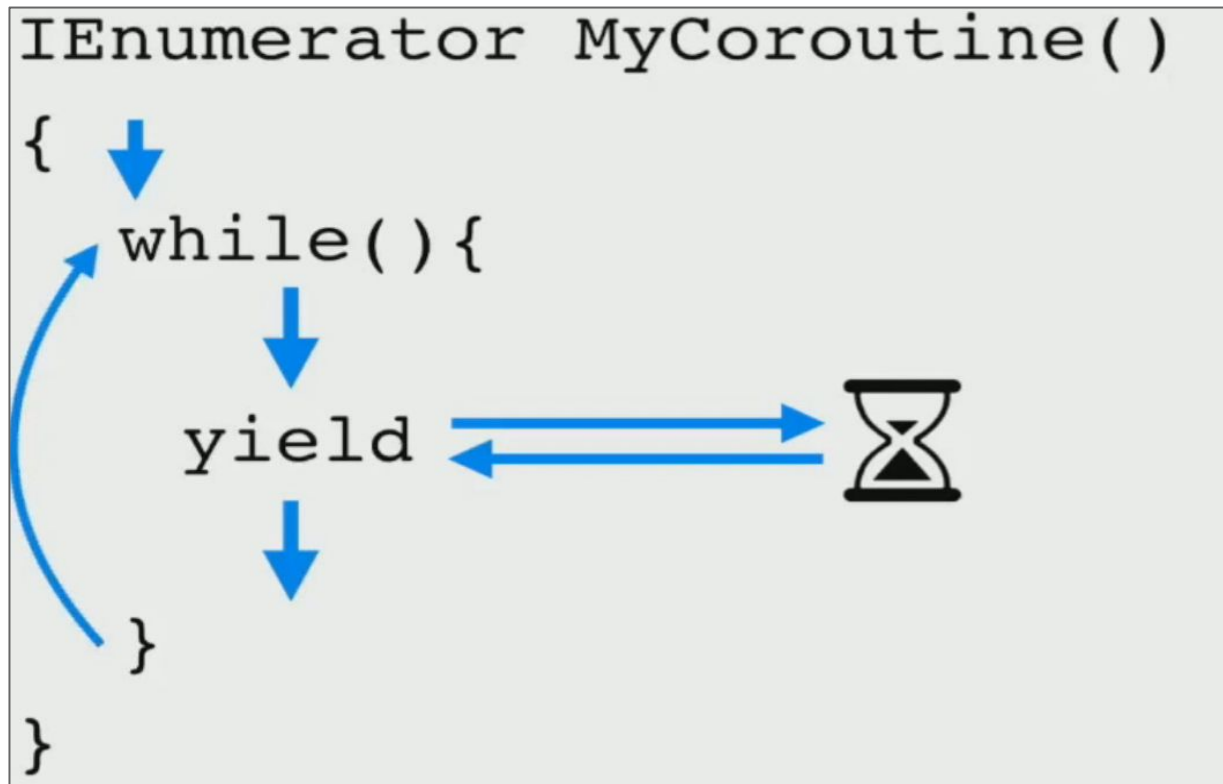 IEnumerator MyCoroutine()
{
while(){
yield
}
}